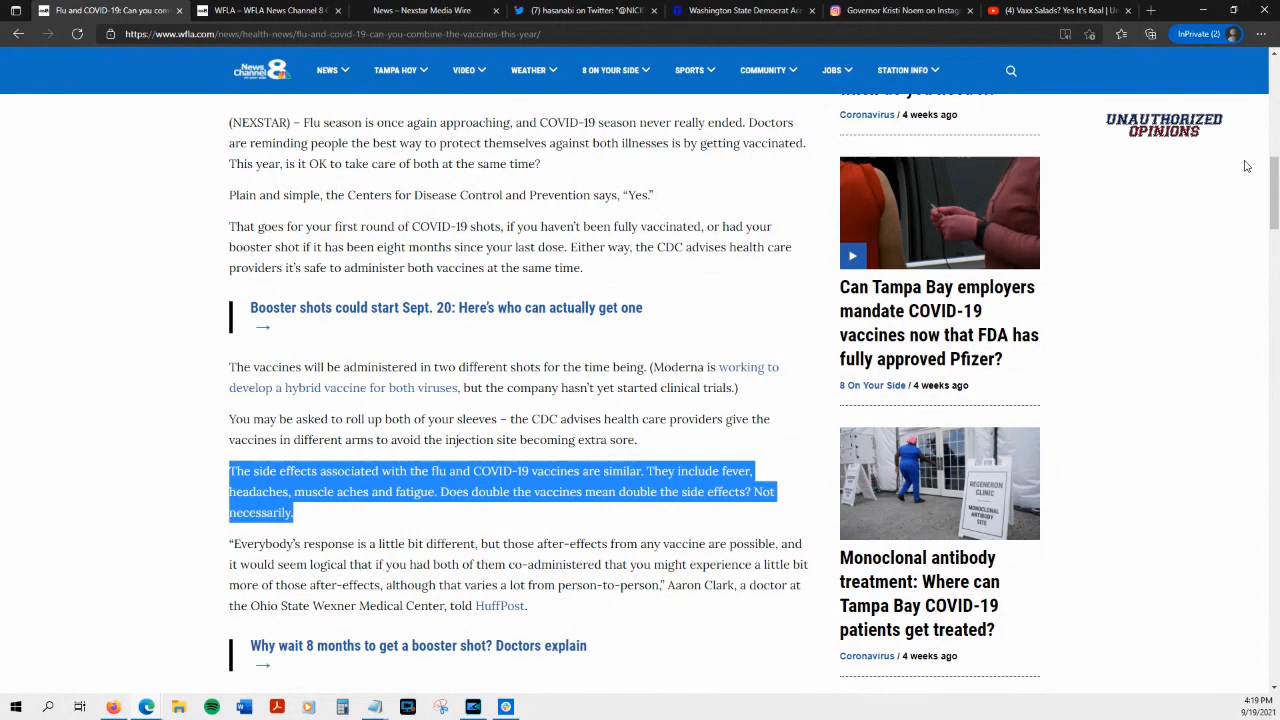 (1) FLU and COVID-19: Can you com
WFLA – WFLA News Channel 8
News – Nexstar Media Wire
hasanabi on Twitter: "@NICK
Washington State Democrat Ac
Governor Kristi Noem on Instag
(4) Vaxx Salads? Yes It's Real | L
https://www.wfla.com/news/health-news/flu-and-covid-19-can-you-combine-the-vaccines-this-year/
InPrivate (2)
News Channel 8
NEWS
TAMPA HOY
VIDEO
WEATHER
8 ON YOUR SIDE
SPORTS
COMMUNITY
JOBS
STATION INFO
(NEXSTAR) – Flu season is once again approaching, and COVID-19 season never really ended. Doctors
are reminding people the best way to protect themselves against both illnesses is by getting vaccinated.
This year, is it OK to take care of both at the same time?
Plain and simple, the Centers for Disease Control and Prevention says, “Yes.”
That goes for your first round of COVID-19 shots, if you haven't been fully vaccinated, or had your
booster shot if it has been eight months since your last dose. Either way, the CDC advises health care
providers it's safe to administer both vaccines at the same time.
Booster shots could start Sept. 20: Here's who can actually get one
→
The vaccines will be administered in two different shots for the time being. (Moderna is working to
develop a hybrid vaccine for both viruses, but the company hasn't yet started clinical trials.)
You may be asked to roll up both of your sleeves – the CDC advises health care providers give the
vaccines in different arms to avoid the injection site becoming extra sore.
The side effects associated with the flu and COVID-19 vaccines are similar. They include fever,
headaches, muscle aches and fatigue. Does double the vaccines mean double the side effects? Not
necessarily.
“Everybody's response is a little bit different, but those after-effects from any vaccine are possible, and
it would seem logical that if you had both of them co-administered that you might experience a little bit
more of those after-effects, although that varies a lot from person-to-person,” Aaron Clark, a doctor at
the Ohio State Wexner Medical Center, told HuffPost.
Why wait 8 months to get a booster shot? Doctors explain
→
Coronavirus / 4 weeks ago
Can Tampa Bay employers
mandate COVID-19
vaccines now that FDA has
fully approved Pfizer?
8 On Your Side / 4 weeks ago
REGENERON
CLINIC
MONOCLONAL
ANTIBODY
SITE
Monoclonal antibody
treatment: Where can
Tampa Bay COVID-19
patients get treated?
Coronavirus / 4 weeks ago
UNAUTHORIZED
OPINIONS
4:19 PM
9/19/2021